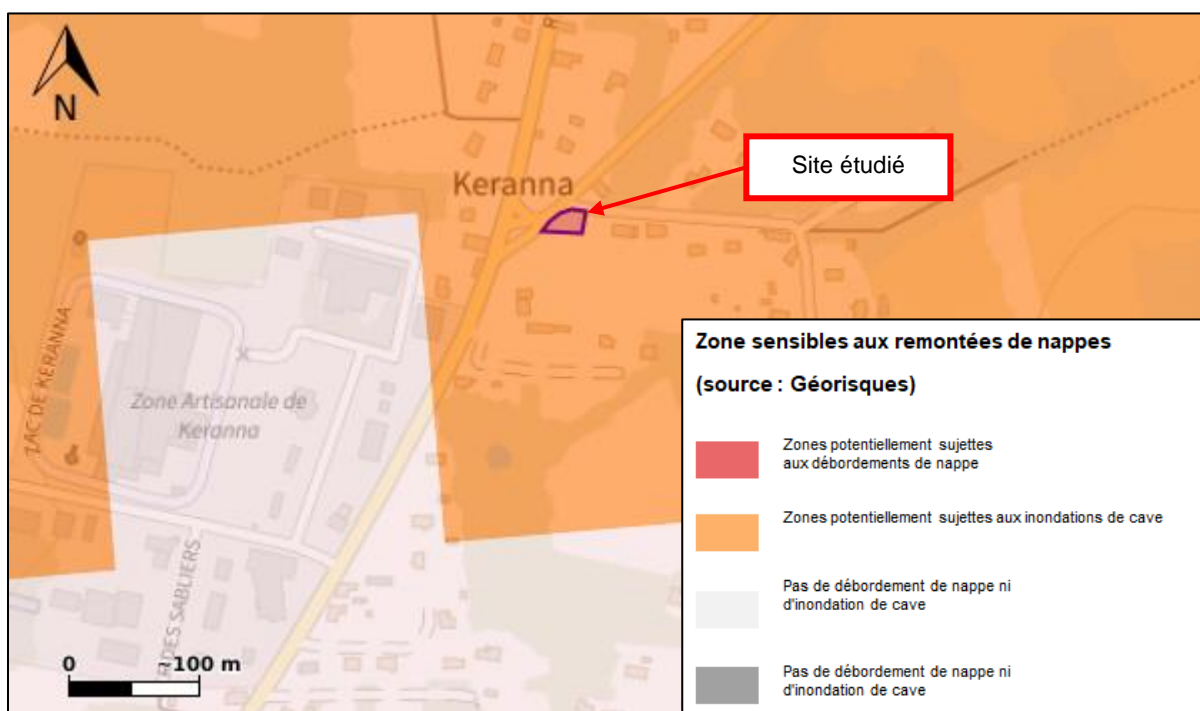 N
Keranna
Site étudié
ZAC DE KERANNA
Zone Artisanale de
Keranna
DES SABLIERS
0 ~100 m
Zone sensibles aux remontées de nappes
(source : Géorisques)
Zones potentiellement sujettes
aux débordements de nappe
Zones potentiellement sujettes aux inondations de cave
Pas de débordement de nappe ni
d'inondation de cave
Pas de débordement de nappe ni
d'inondation de cave